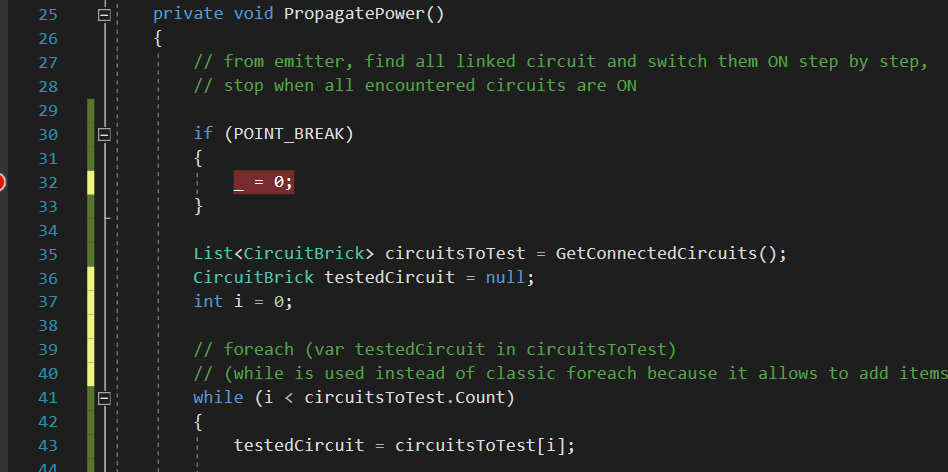 25 private void PropagatePower()
26 {
27 // from emitter, find all linked circuit and switch them ON step by step,
28 // stop when all encountered circuits are ON
29
30 if (POINT_BREAK)
31 {
32 _ = 0;
33 }
34
35 List<CircuitBrick> circuitsToTest = GetConnectedCircuits();
36 CircuitBrick testedCircuit = null;
37 int i = 0;
38
39 // foreach (var testedCircuit in circuitsToTest)
40 // (while is used instead of classic foreach because it allows to add items
41 while (i < circuitsToTest.Count)
42 {
43 testedCircuit = circuitsToTest[i];
44